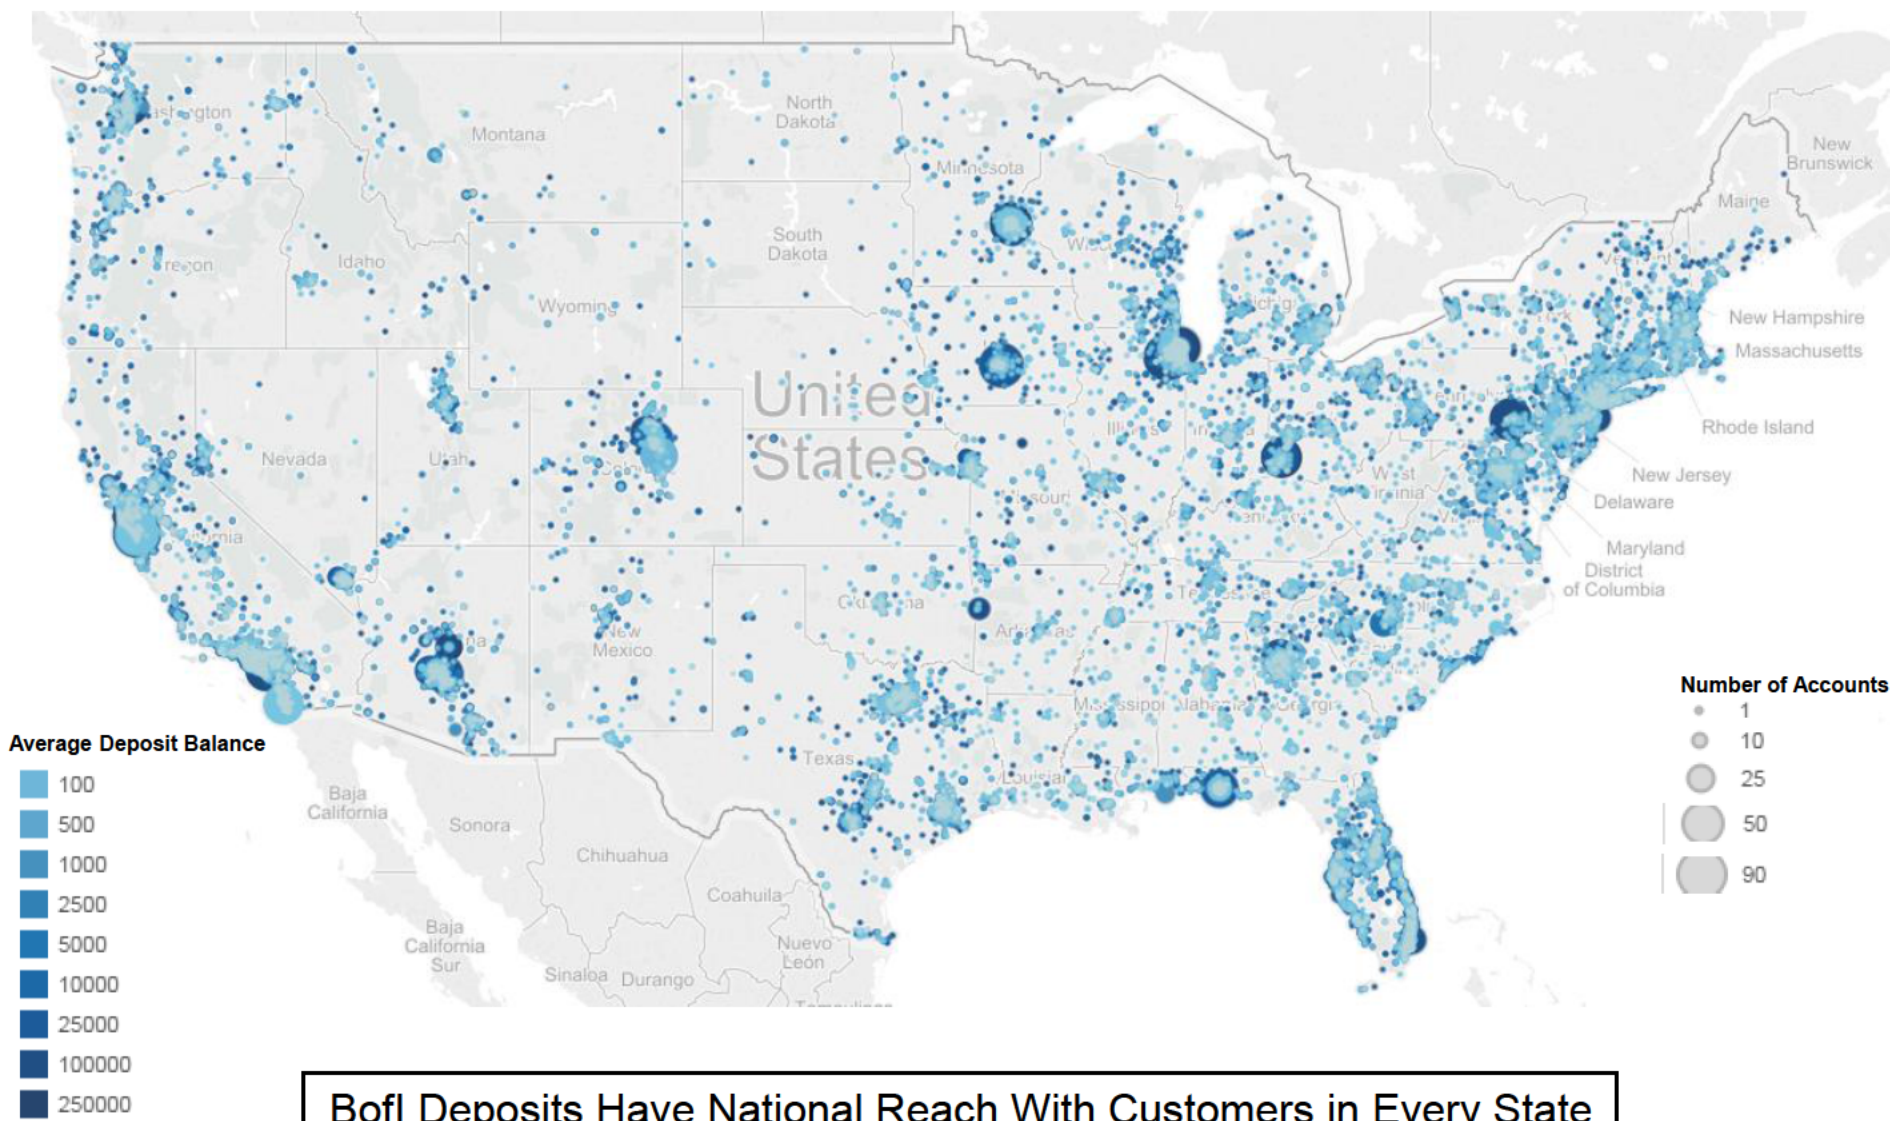 North
Dakota
Montana
Minnesota
New
Brunswick
Maine
South
Dakota
Idaho
Wyoming
New Hampshire
Massachusetts
United
States
Rhode Island
Nevada
Utah
West
New Jersey
Delaware
Maryland
District
of Columbia
New
Mexico
Texas
Number of Accounts
1
10
25
50
90
Average Deposit Balance
100
500
1000
2500
5000
10000
25000
100000
250000
Baja
California
Sonora
Chihuahua
Coahuila
Baja
California
Sur
Nuevo
León
Sinaloa
Durango
BofI Deposits Have National Reach With Customers in Every State